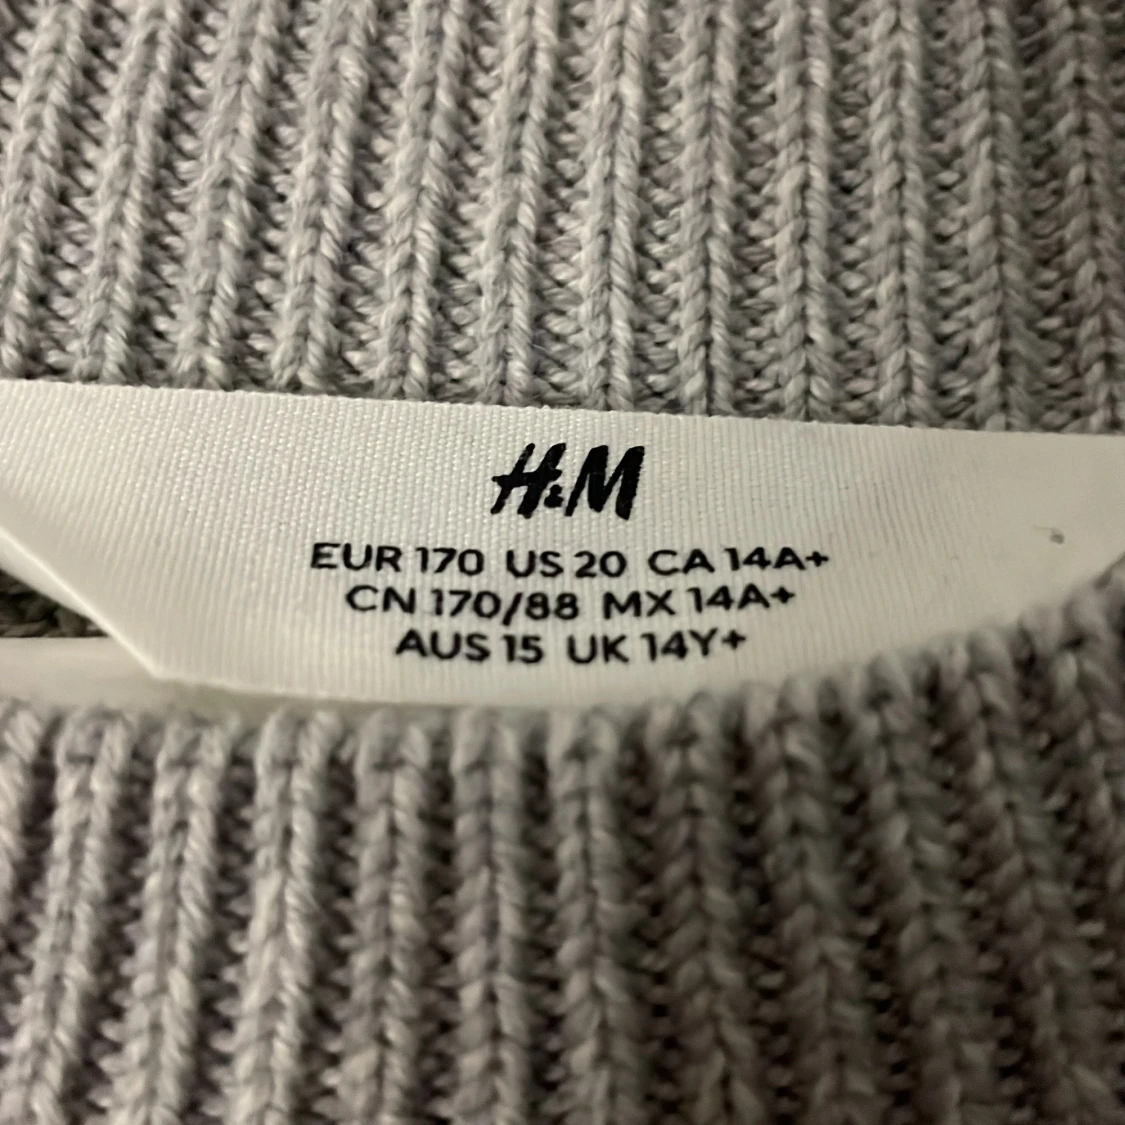 H&M
EUR 170 US 20 CA 14A+
CN 170/88 MX 14A+
AUS 15 UK 14Y+